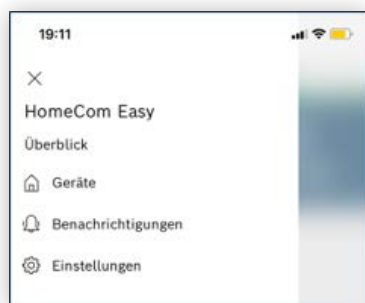 19:11
HomeCom Easy
Überblick
Geräte
Benachrichtigungen
Einstellungen